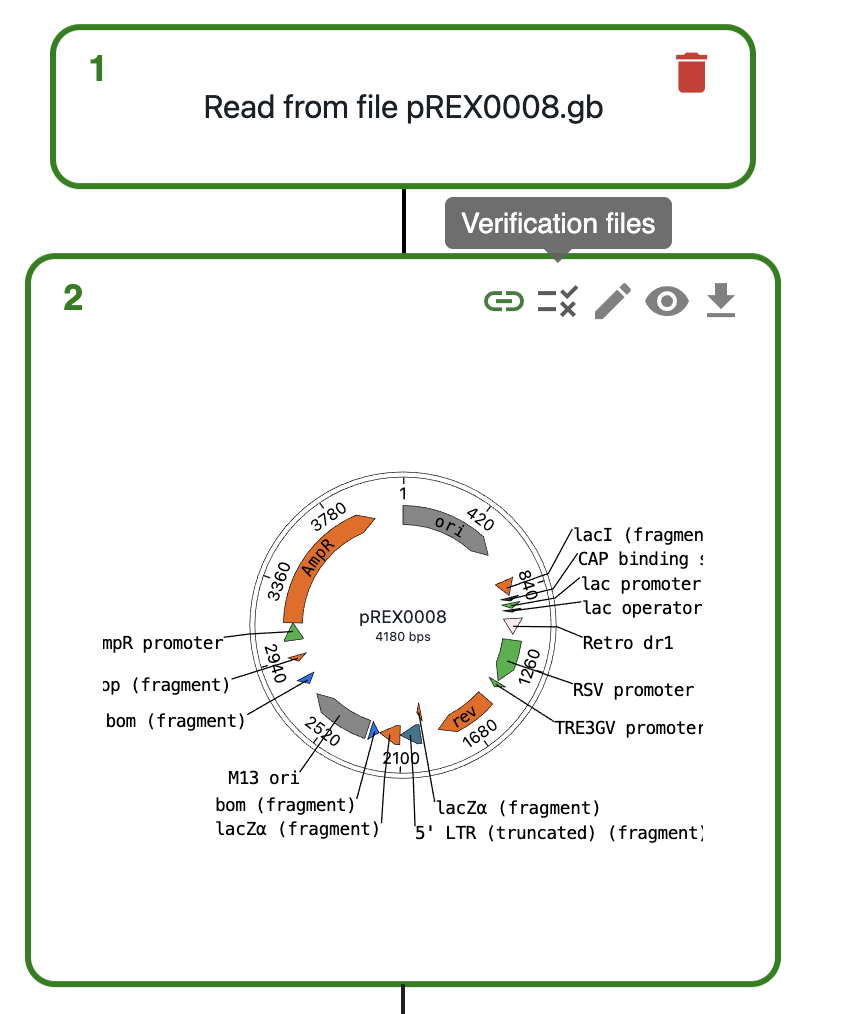 1
Read from file pREX0008.gb
Verification files
2
1
3780
420
ori
AmpR
lacI (fragmen
CAP binding s
3360
840
lac promoter
lac operator
pREX0008
4180 bps
mpR promoter
Retro dr1
2940
1260
op (fragment)
RSV promoter
bom (fragment)
rev
TRE3GV promoter
2520
1680
2100
M13 ori
bom (fragment)
lacZα (fragment)
lacZα (fragment)
5' LTR (truncated) (fragment)